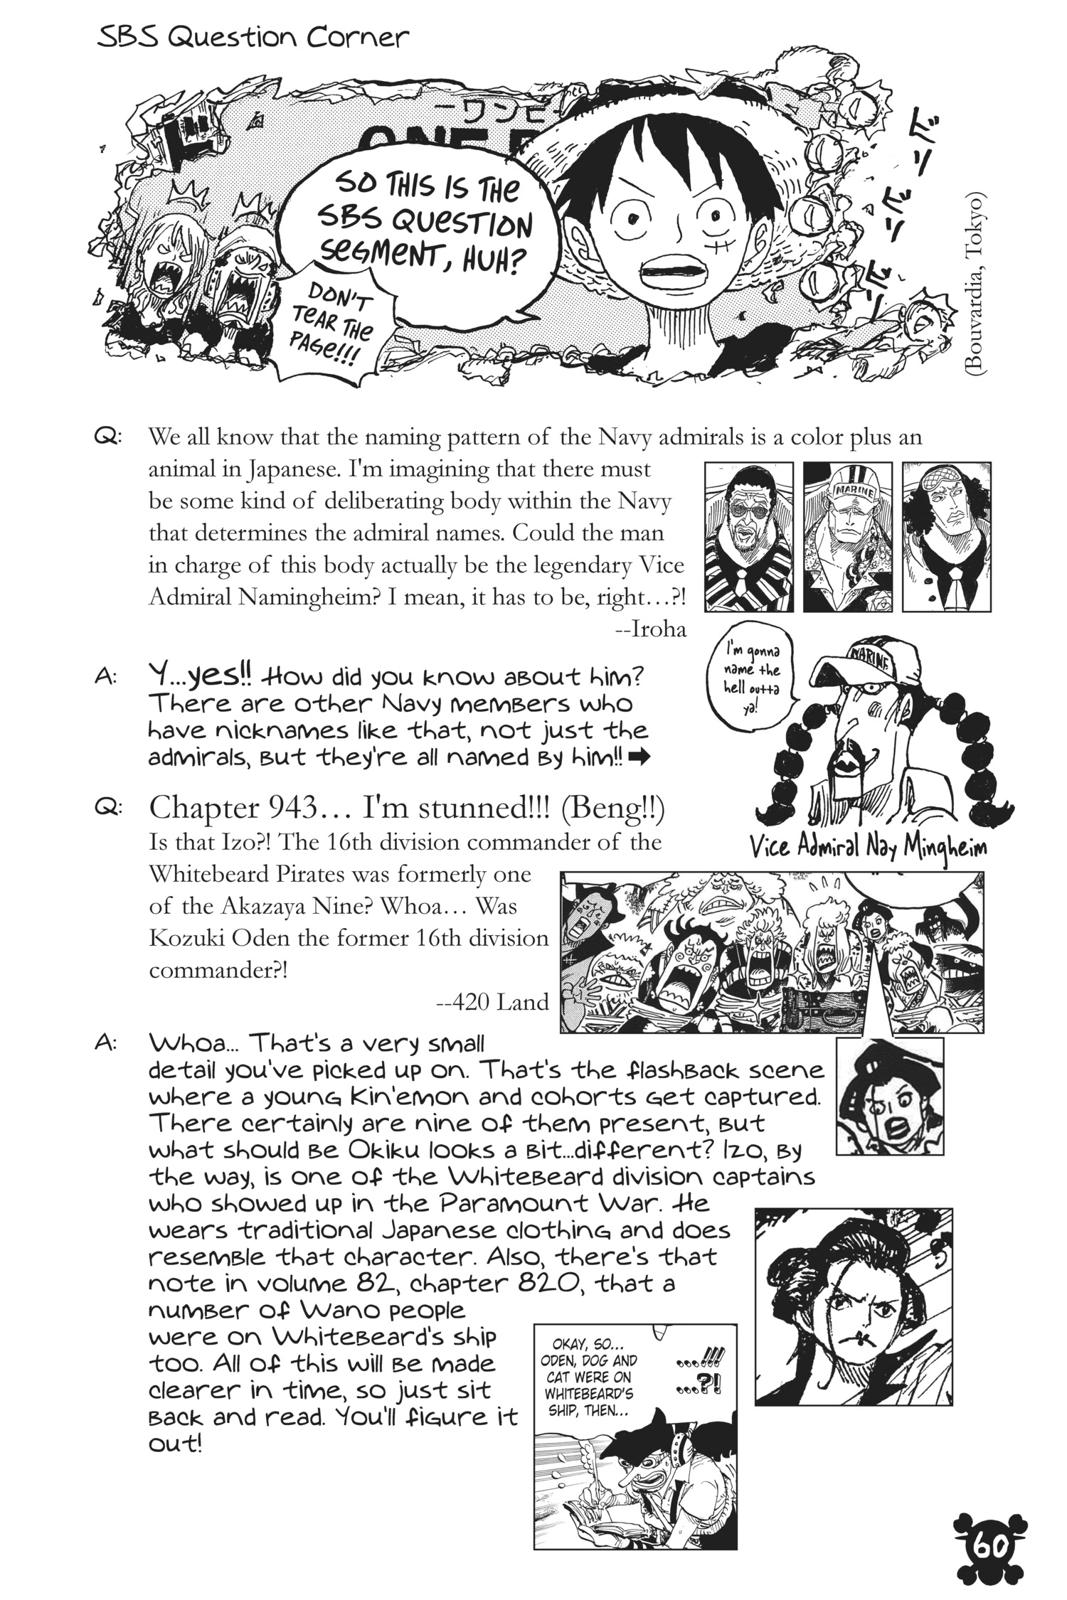 SBS Question Corner
ーワンピー
ONE P
SO THIS IS THE
SBS QUESTION
SEGMENT, HUH?
DON'T
TEAR THE
PAGE!!!
(Bouvardia, Tokyo)
Q: We all know that the naming pattern of the Navy admirals is a color plus an
animal in Japanese. I'm imagining that there must
be some kind of deliberating body within the Navy
that determines the admiral names. Could the man
in charge of this body actually be the legendary Vice
Admiral Namingheim? I mean, it has to be, right…?!
--Iroha
MARINE
A: Y...yes!! How did you know about him?
There are other Navy members who
have nicknames like that, not just the
admirals, but they're all named by him!! ➡
I'm gonna
name the
hell outta
ya!
MARINE
Vice Admiral Nay Mingheim
Q: Chapter 943… I'm stunned!!! (Beng!!)
Is that Izo?! The 16th division commander of the
Whitebeard Pirates was formerly one
of the Akazaya Nine? Whoa… Was
Kozuki Oden the former 16th division
commander?!
--420 Land
A: Whoa... That's a very small
detail you've picked up on. That's the flashback scene
where a young Kin'emon and cohorts get captured.
There certainly are nine of them present, but
what should be Okiku looks a bit...different? Izo, by
the way, is one of the Whitebeard division captains
who showed up in the Paramount War. He
wears traditional Japanese clothing and does
resemble that character. Also, there's that
note in volume 82, chapter 820, that a
number of Wano people
were on Whitebeard's ship
too. All of this will be made
clearer in time, so just sit
back and read. You'll figure it
out!
OKAY, SO...
ODEN, DOG AND
CAT WERE ON
WHITEBEARD'S
SHIP, THEN...
...!!!
...?!
60